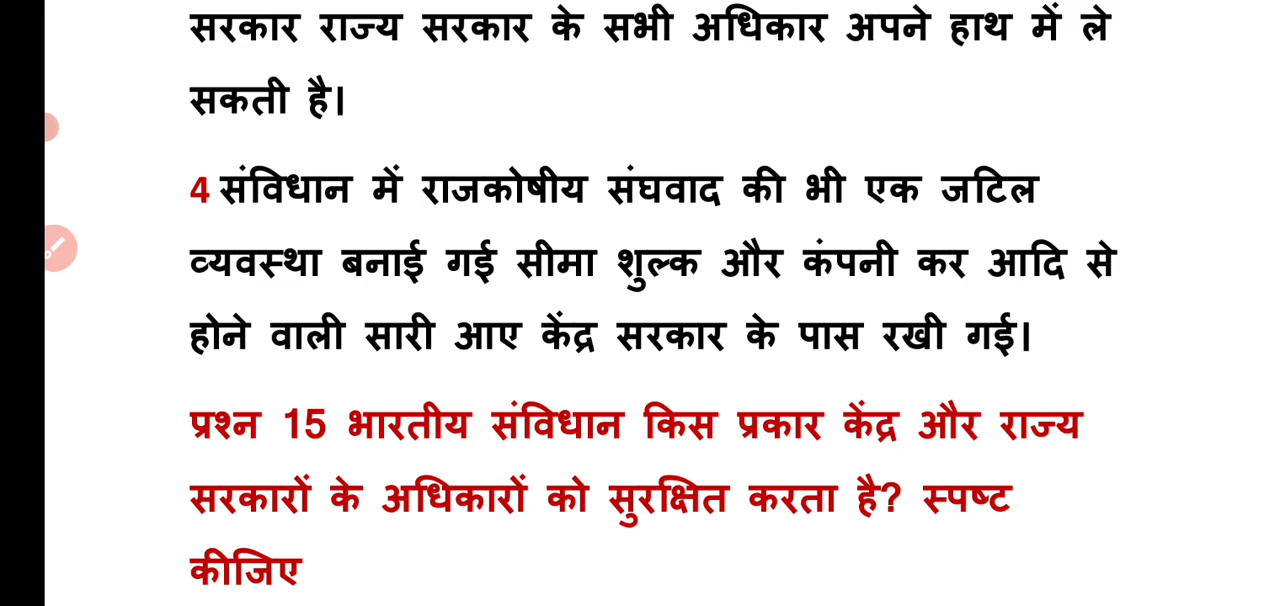 सरकार राज्य सरकार के सभी अधिकार अपने हाथ में ले
सकती है।
4 संविधान में राजकोषीय संघवाद की भी एक जटिल
व्यवस्था बनाई गई सीमा शुल्क और कंपनी कर आदि से
होने वाली सारी आए केंद्र सरकार के पास रखी गई।
प्रश्न 15 भारतीय संविधान किस प्रकार केंद्र और राज्य
सरकारों के अधिकारों को सुरक्षित करता है? स्पष्ट
कीजिए